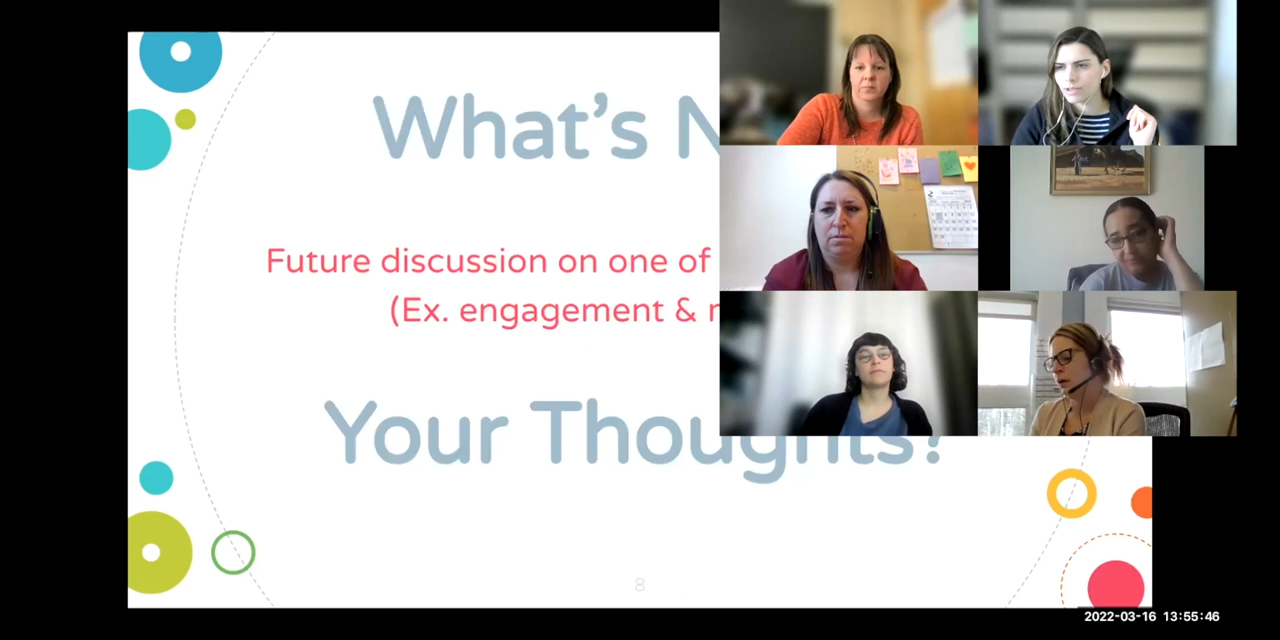 What's N
Future discussion on one of
(Ex. engagement &
Your Thoughts?
8
2022-03-16 13:55:46